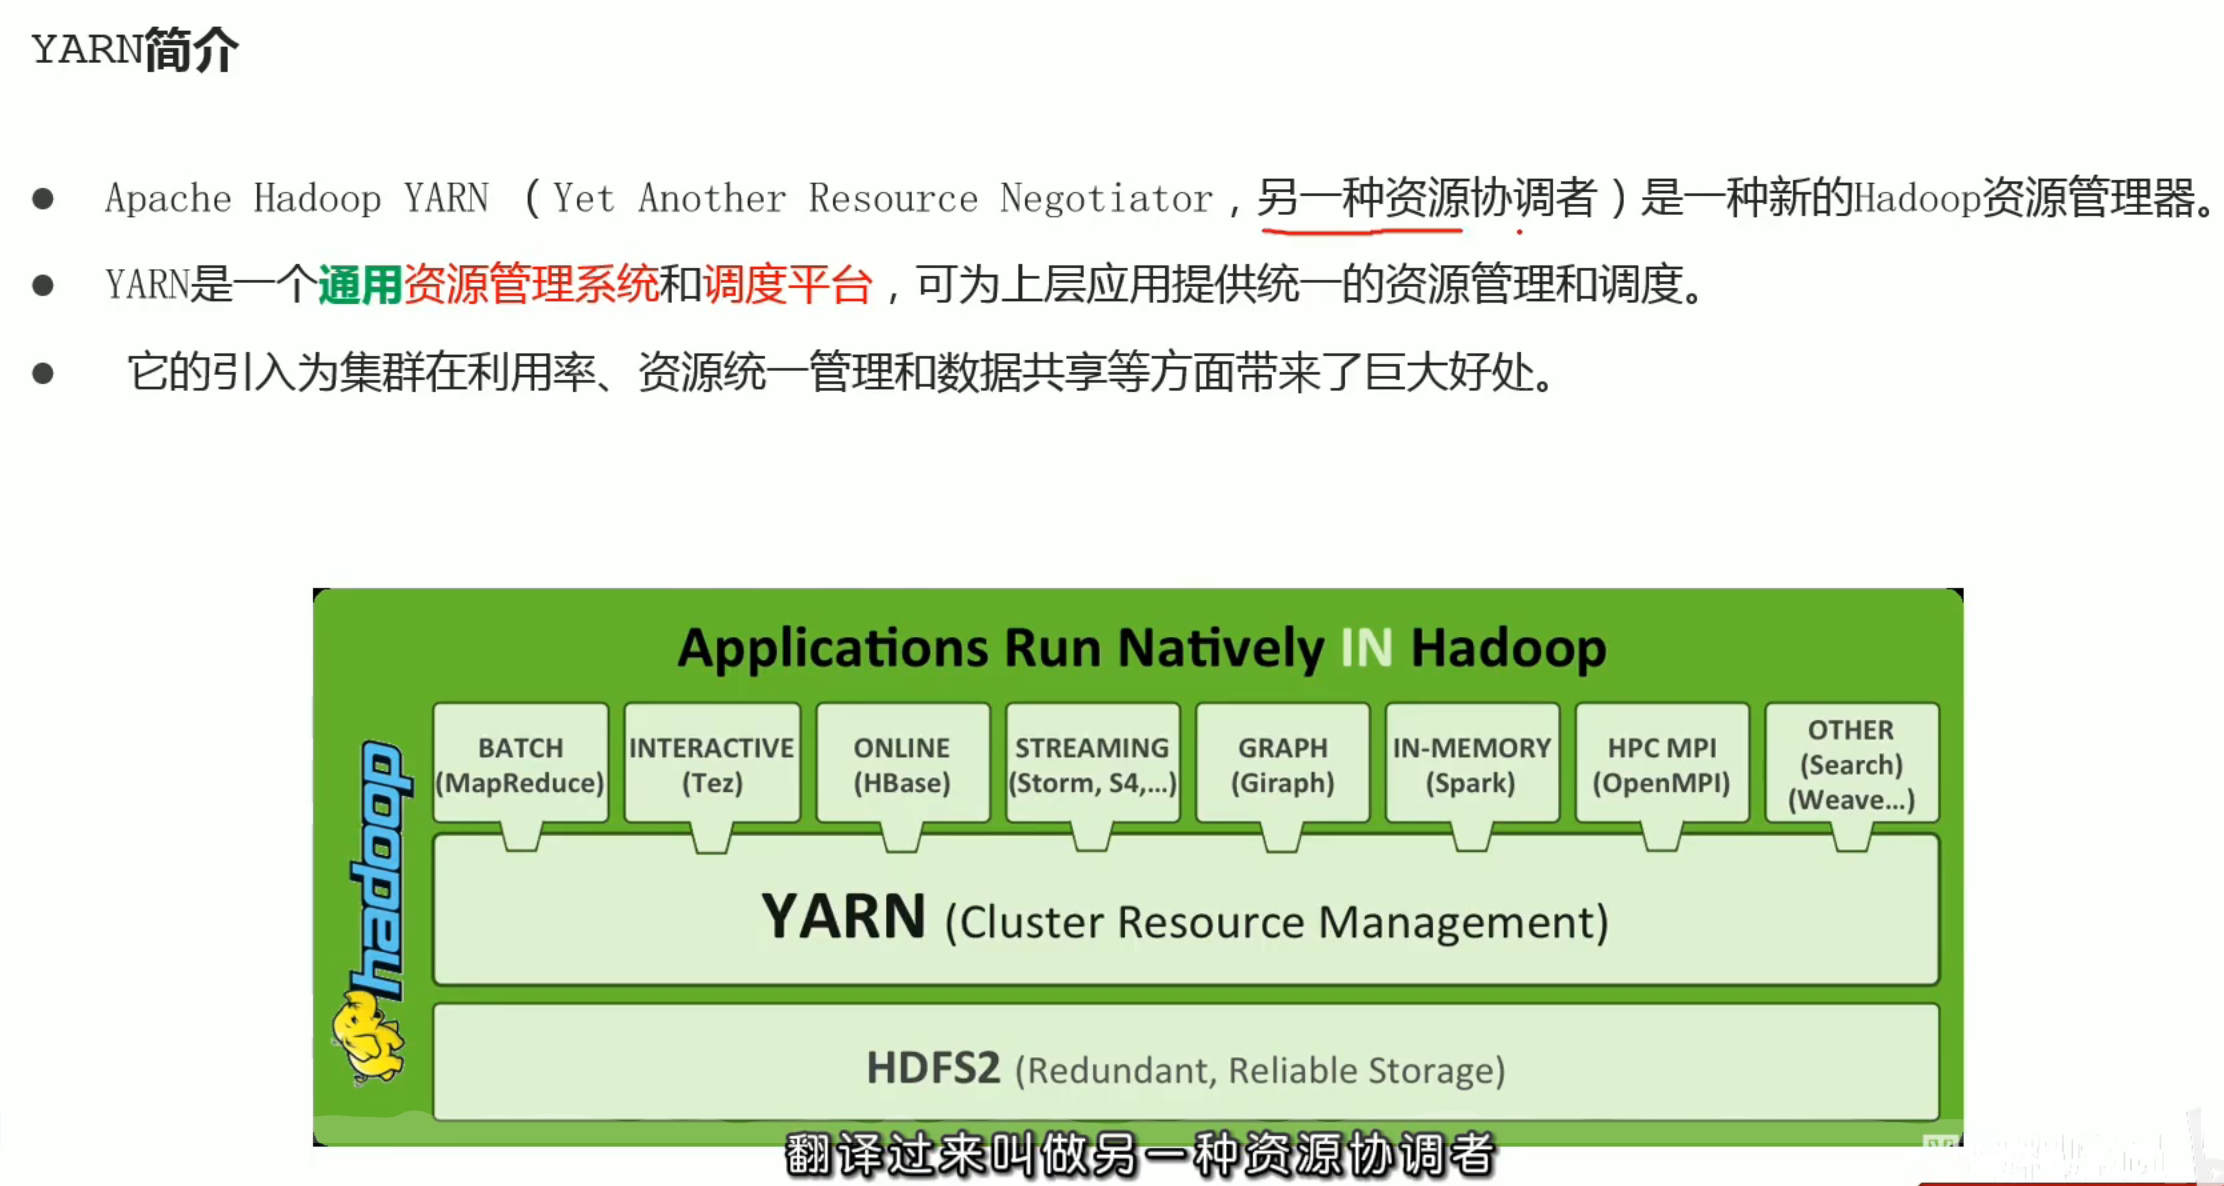 YARN简介
● Apache Hadoop YARN （Yet Another Resource Negotiator，另一种资源协调者）是一种新的Hadoop资源管理器。
● YARN是一个通用资源管理系统和调度平台，可为上层应用提供统一的资源管理和调度。
● 它的引入为集群在利用率、资源统一管理和数据共享等方面带来了巨大好处。
Applications Run Natively IN Hadoop
BATCH
(MapReduce)
INTERACTIVE
(Tez)
ONLINE
(HBase)
STREAMING
(Storm, S4,...)
GRAPH
(Giraph)
IN-MEMORY
(Spark)
HPC MPI
(OpenMPI)
OTHER
(Search)
(Weave...)
hadoop
YARN (Cluster Resource Management)
HDFS2 (Redundant, Reliable Storage)
翻译过来叫做另一种资源协调者